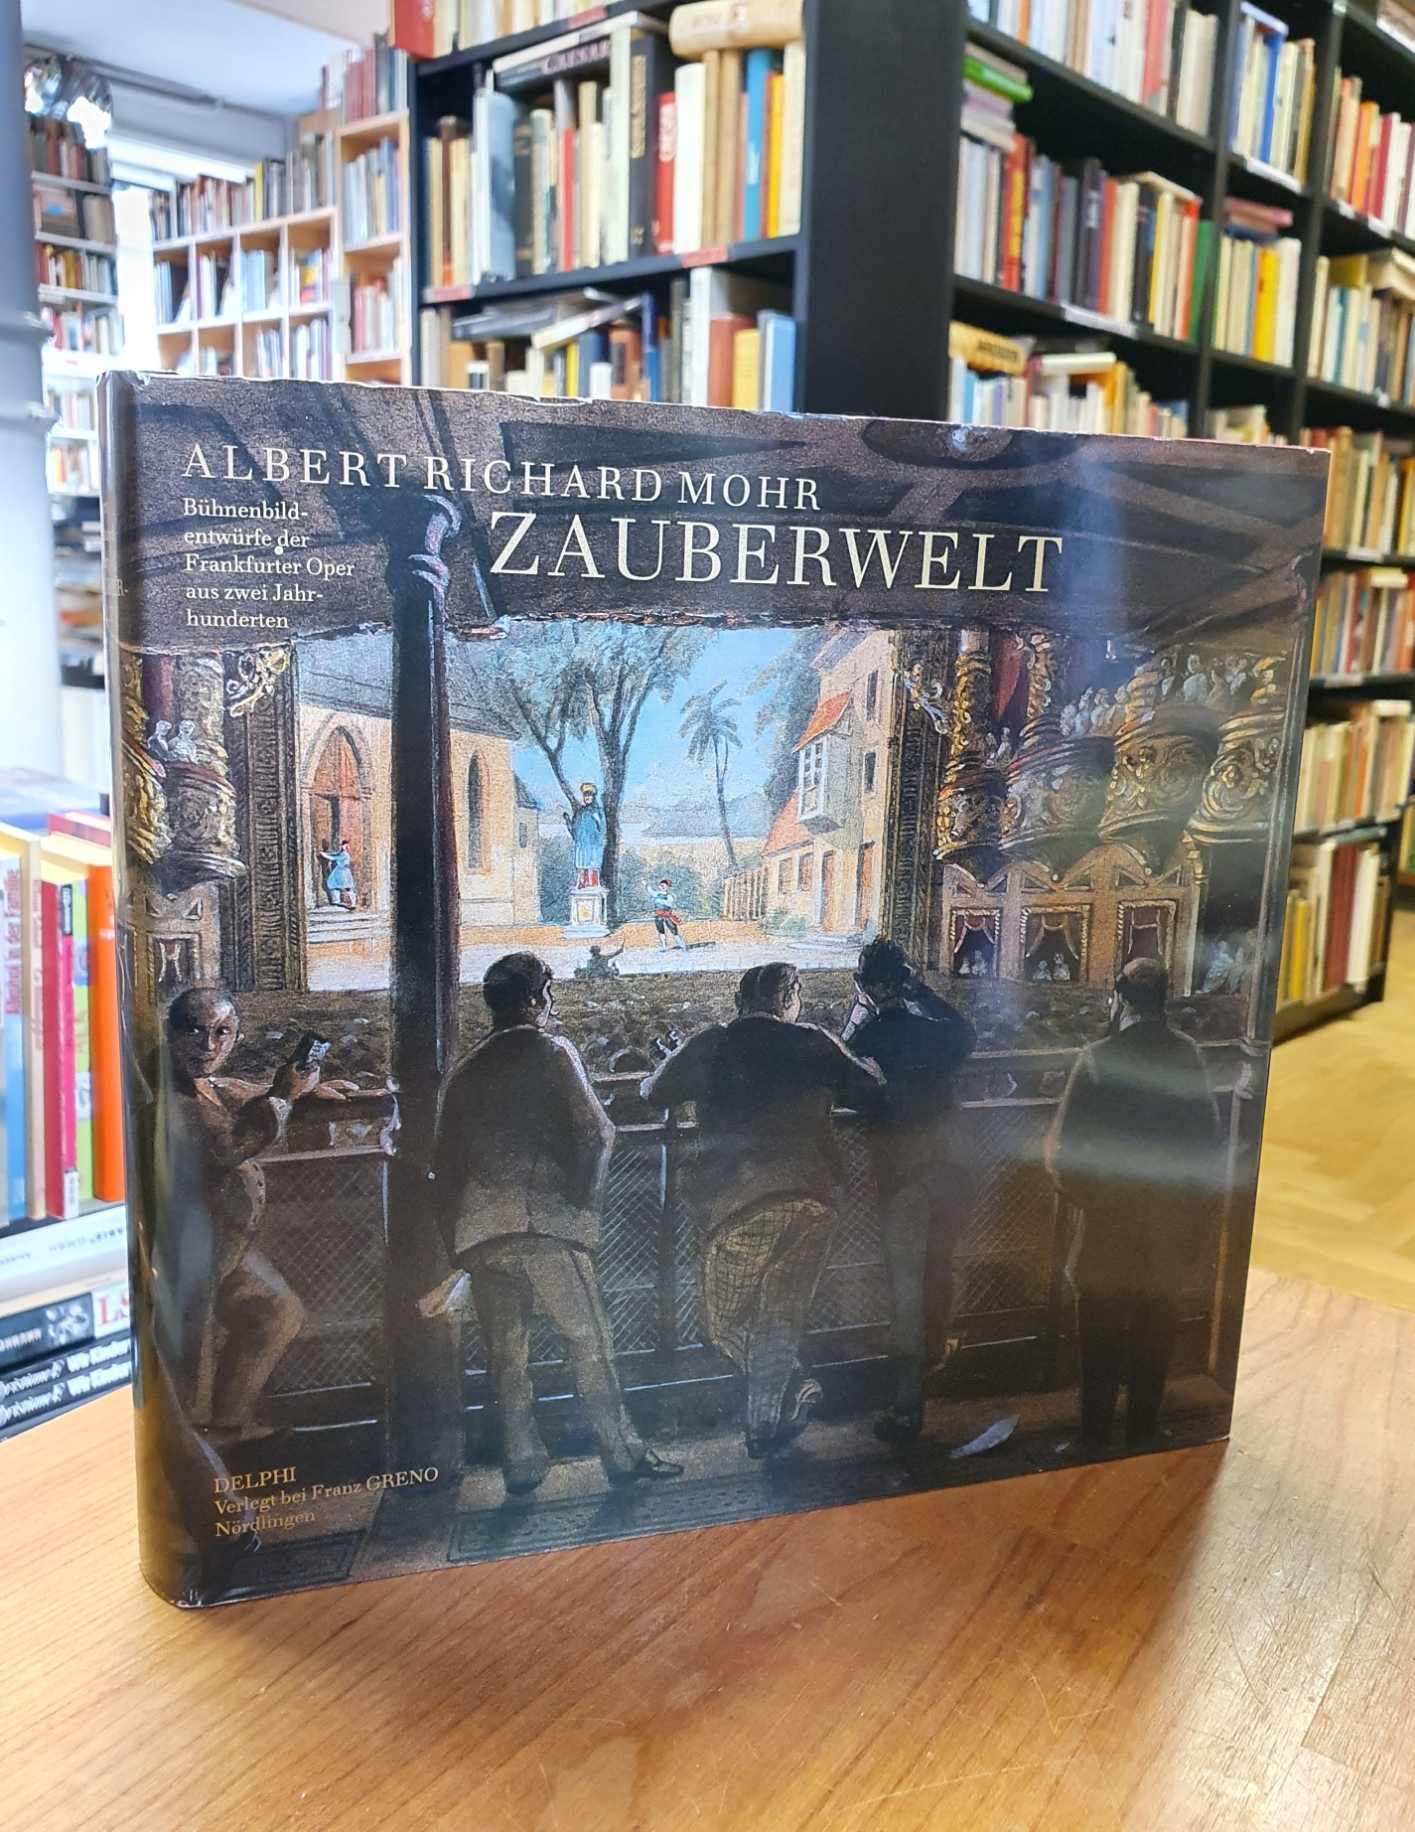 ALBERT RICHARD MOHR
Bühnenbild-
entwürfe der
Frankfurter Oper
aus zwei Jahr-
hunderten
ZAUBERWELT
DELPHI
Verlegt bei Franz GRENO
Nördlingen
CAESAR